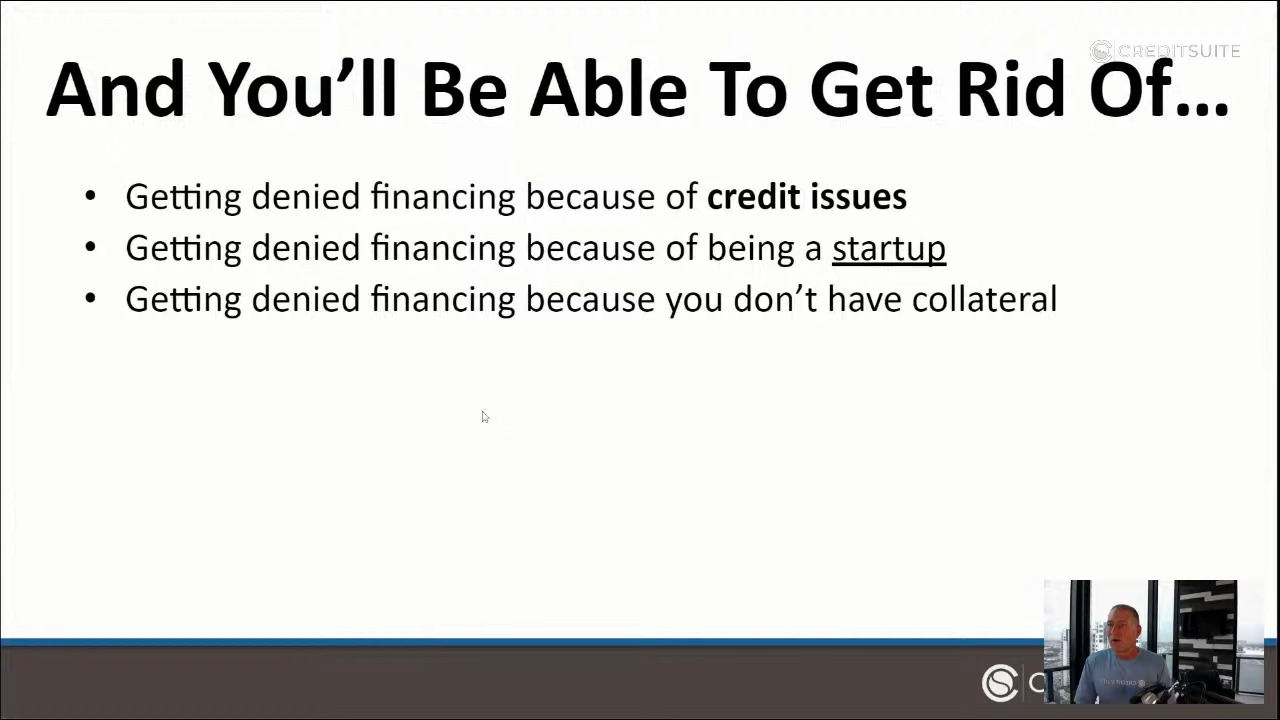 CREDITSUITE
And You’ll Be Able To Get Rid Of…
• Getting denied financing because of credit issues
• Getting denied financing because of being a startup
• Getting denied financing because you don’t have collateral